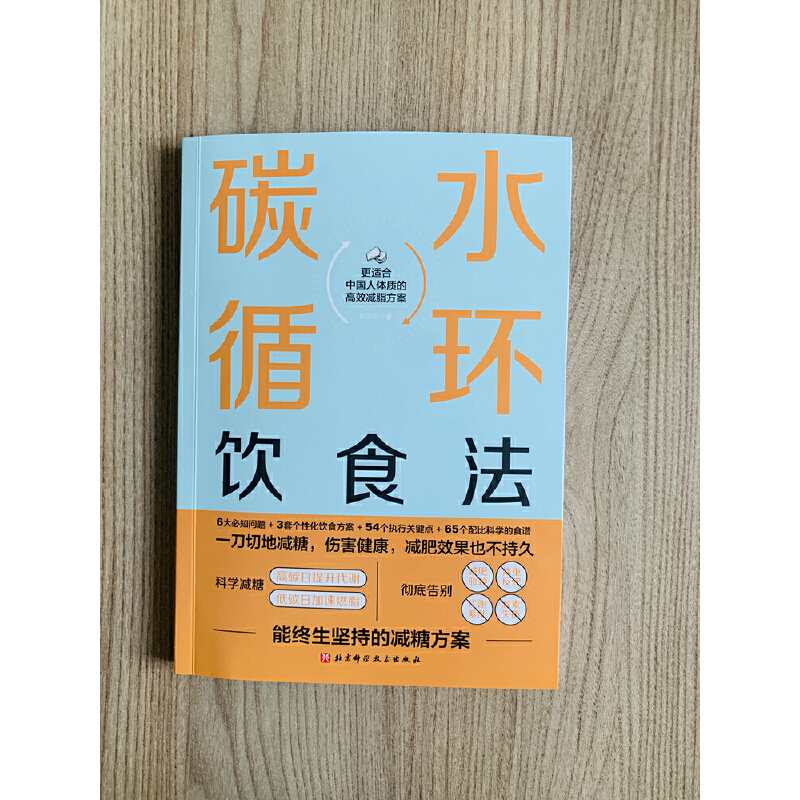 碳水
循环
饮食法
更适合
中国人体质的
高效减脂方案
6大必知问题 + 3套个性化饮食方案 + 54个执行关键点 + 65个配比科学的食谱
一刀切地减糖，伤害健康，减肥效果也不持久
科学减糖
高碳日提升代谢
低碳日加速燃脂
彻底告别
能终生坚持的减糖方案
北京科学技术出版社